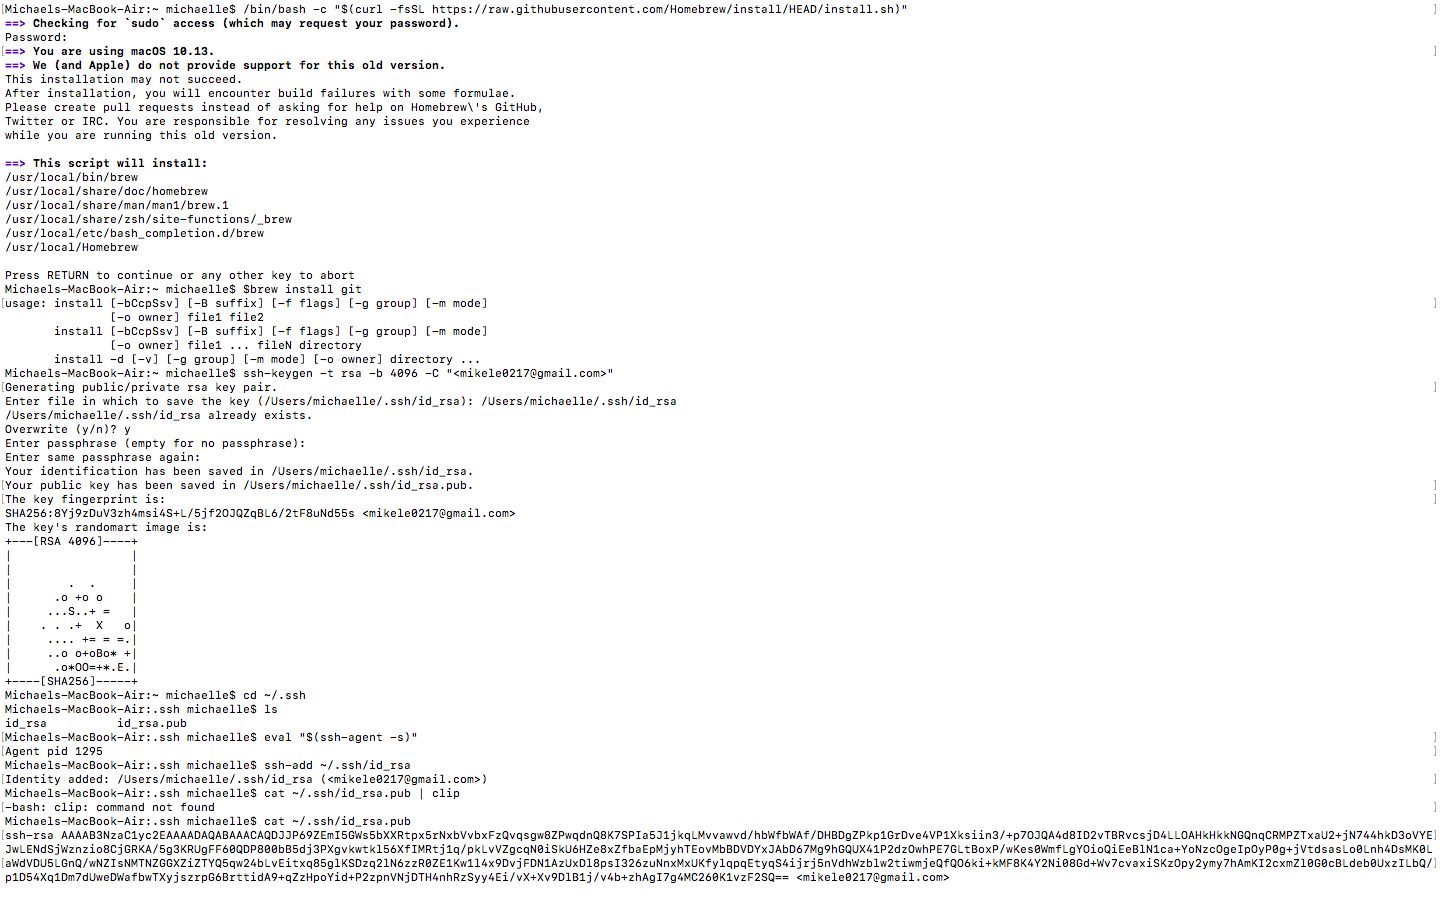 Michaels-MacBook-Air:~ michaelle$ /bin/bash -c "$(curl -fsSL https://raw.githubusercontent.com/Homebrew/install/HEAD/install.sh)"
==> Checking for `sudo` access (which may request your password).
Password:
==> You are using macOS 10.13.
==> We (and Apple) do not provide support for this old version.
This installation may not succeed.
After installation, you will encounter build failures with some formulae.
Please create pull requests instead of asking for help on Homebrew\'s GitHub,
Twitter or IRC. You are responsible for resolving any issues you experience
while you are running this old version.
==> This script will install:
/usr/local/bin/brew
/usr/local/share/doc/homebrew
/usr/local/share/man/man1/brew.1
/usr/local/share/zsh/site-functions/_brew
/usr/local/etc/bash_completion.d/brew
/usr/local/Homebrew
Press RETURN to continue or any other key to abort
Michaels-MacBook-Air:~ michaelle$ $brew install git
usage: install [-bCcpSsv] [-B suffix] [-f flags] [-g group] [-m mode]
               [-o owner] file1 file2
       install [-bCcpSsv] [-B suffix] [-f flags] [-g group] [-m mode]
               [-o owner] file1 ... fileN directory
       install -d [-v] [-g group] [-m mode] [-o owner] directory ...
Michaels-MacBook-Air:~ michaelle$ ssh-keygen -t rsa -b 4096 -C "<mikele0217@gmail.com>"
Generating public/private rsa key pair.
Enter file in which to save the key (/Users/michaelle/.ssh/id_rsa): /Users/michaelle/.ssh/id_rsa
/Users/michaelle/.ssh/id_rsa already exists.
Overwrite (y/n)? y
Enter passphrase (empty for no passphrase):
Enter same passphrase again:
Your identification has been saved in /Users/michaelle/.ssh/id_rsa.
Your public key has been saved in /Users/michaelle/.ssh/id_rsa.pub.
The key fingerprint is:
SHA256:8Yj9zDuV3zh4msi4S+L/5jf2OJQZqBL6/2tF8uNd55s <mikele0217@gmail.com>
The key's randomart image is:
+---[RSA 4096]----+
|                 |
|                 |
|        .  .     |
|      .o +o o    |
|     ...S..+ =   |
|    . . .+  X   o|
|     .... += = =.|
|     ..o o+oBo* +|
|      .o*OO=+*.E.|
+----[SHA256]-----+
Michaels-MacBook-Air:~ michaelle$ cd ~/.ssh
Michaels-MacBook-Air:.ssh michaelle$ ls
id_rsa          id_rsa.pub
Michaels-MacBook-Air:.ssh michaelle$ eval "$(ssh-agent -s)"
Agent pid 1295
Michaels-MacBook-Air:.ssh michaelle$ ssh-add ~/.ssh/id_rsa
Identity added: /Users/michaelle/.ssh/id_rsa (<mikele0217@gmail.com>)
Michaels-MacBook-Air:.ssh michaelle$ cat ~/.ssh/id_rsa.pub | clip
-bash: clip: command not found
Michaels-MacBook-Air:.ssh michaelle$ cat ~/.ssh/id_rsa.pub
ssh-rsa AAAAB3NzaC1yc2EAAAADAQABAAACAQDJJP69ZEmI5GWs5bXXRtpx5rNxbVvbxFzQvqsgw8ZPwqdnQ8K7SPIa5J1jkqLMvvawvd/hbWfbWAf/DHBDgZPkp1GrDve4VP1Xksiin3/+p7OJQA4d8ID2vTBRvcsjD4LLOAHkHkkNGQnqCRMPZTxaU2+jN744hkD3oVYE
JwLENdSjWznzio8CjGRKA/5g3KRUgFF60QDP800bB5dj3PXgvkwtkl56XfIMRtj1q/pkLvVZgcqN0iSkU6HZe8xZfbaEpMjyhTEovMbBDVDYxJAbD67Mg9hGQUX41P2dzOwhPE7GLtBoxP/wKes0WmfLgYOioQiEeBlN1ca+YoNzcOgeIpOyP0g+jVtdsasLo0Lnh4DsMK0L
aWdVDU5LGnQ/wNZIsNMTNZGGXZiZTYQ5qw24bLvEitxq85glKSDzq2lN6zzR0ZE1Kw1l4x9DvjFDN1AzUxDl8psI326zuNnxMxUKfylqpqEtyqS4ijrj5nVdhWzblw2tiwmjeQfQO6ki+kMF8K4Y2Ni08Gd+Wv7cvaxiSKzOpy2ymy7hAmKI2cxmZl0G0cBLdeb0UxzILbQ/
p1D54Xq1Dm7dUweDWafbwTXyjszrpG6BrttidA9+qZzHpoYid+P2zpnVNjDTH4nhRzSyy4Ei/vX+Xv9DlB1j/v4b+zhAgI7g4MC260K1vzF2SQ== <mikele0217@gmail.com>